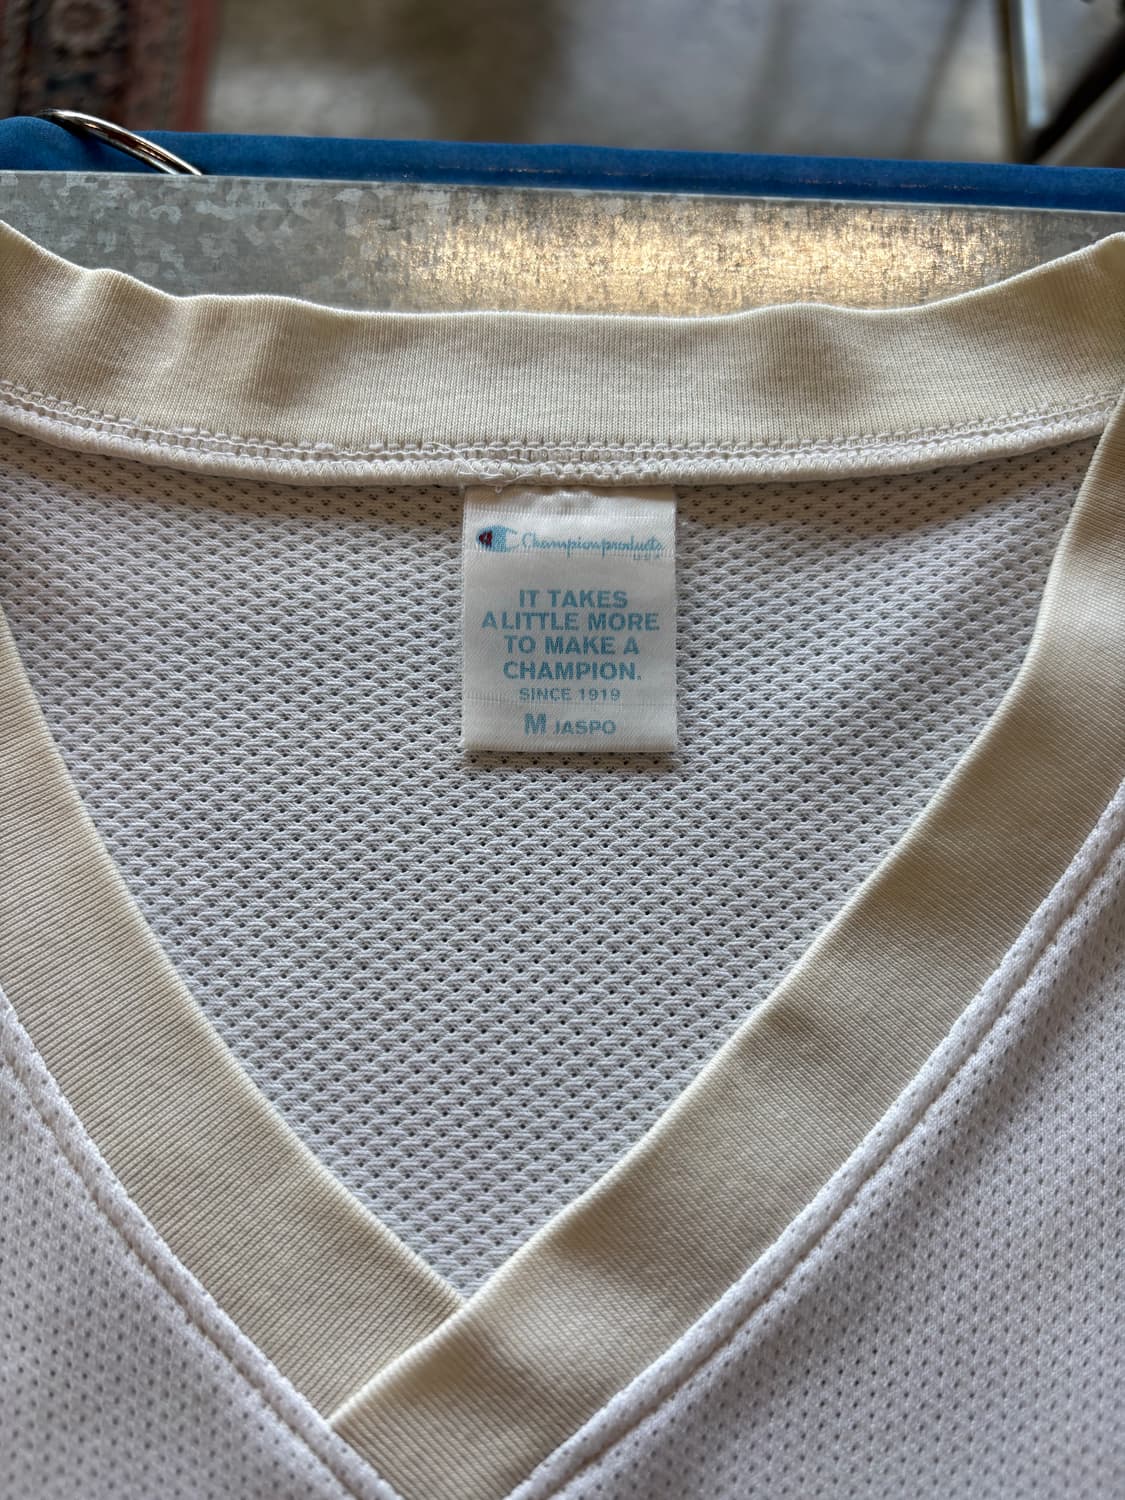 Championproducts
USA
IT TAKES
A LITTLE MORE
TO MAKE A
CHAMPION.
SINCE 1919
M JASPO